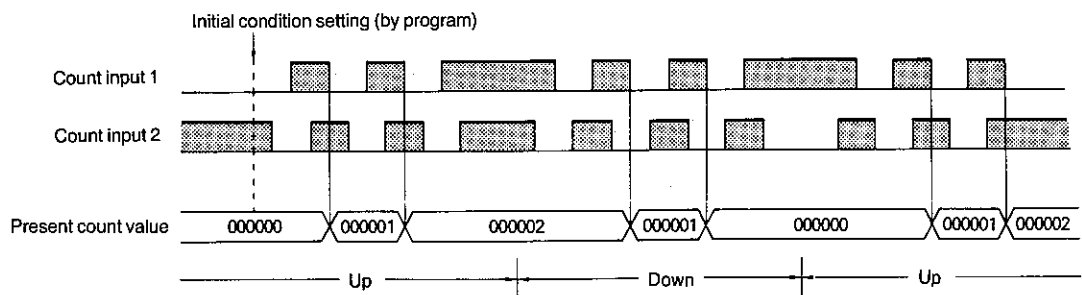 Initial condition setting (by program)
Count input 1
Count input 2
Present count value 000000 000001 000002 000001 000000 000001 000002
Up Down Up